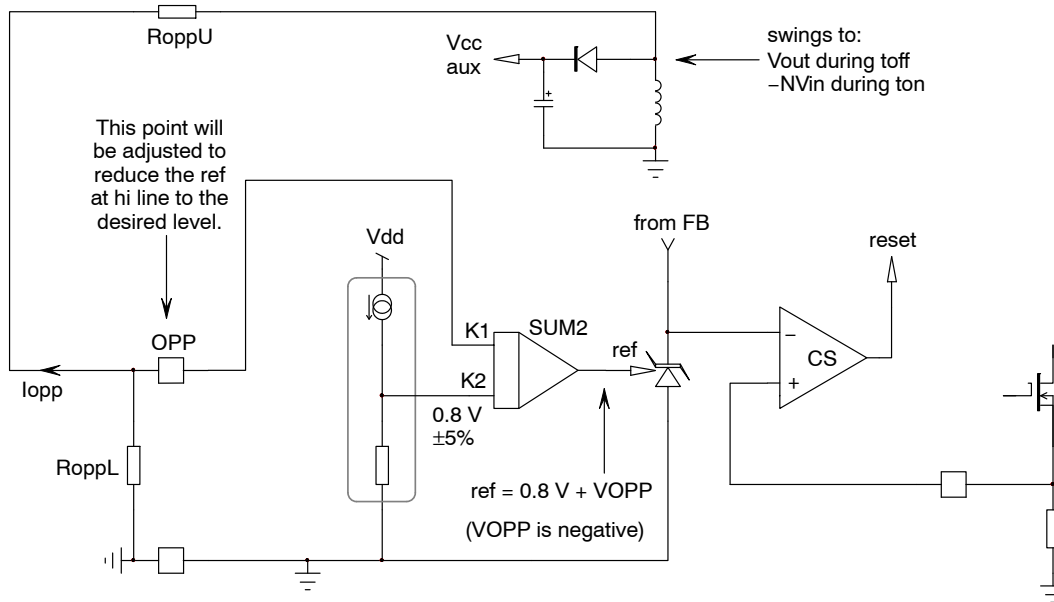 RoppU
Vcc
aux
swings to:
Vout during toff
−NVin during ton
This point will
be adjusted to
reduce the ref
at hi line to the
desired level.
from FB
Vdd
reset
OPP
K1
SUM2
ref
CS
−
+
Iopp
K2
0.8 V
±5%
RoppL
ref = 0.8 V + VOPP
(VOPP is negative)